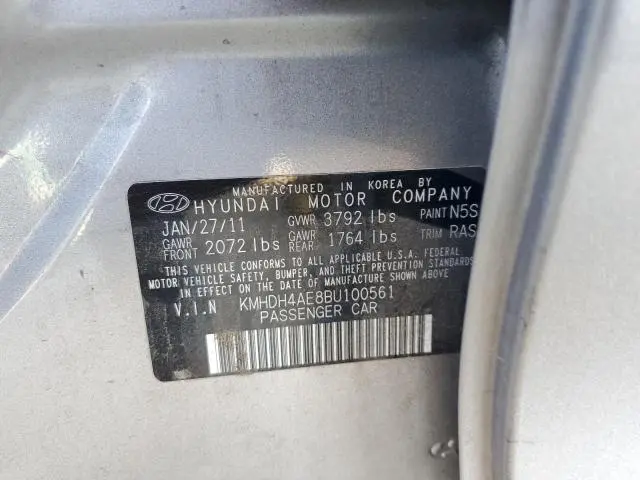 MANUFACTURED IN KOREA BY
HYUNDAI MOTOR COMPANY
JAN/27/11 GVWR 3792 lbs PAINT N5S
GAWR FRONT 2072 lbs GAWR REAR 1764 lbs TRIM RAS
THIS VEHICLE CONFORMS TO ALL APPLICABLE U.S.A. FEDERAL
MOTOR VEHICLE SAFETY, BUMPER, AND THEFT PREVENTION STANDARDS
IN EFFECT ON THE DATE OF MANUFACTURE SHOWN ABOVE.
V.I.N KMHDH4AE8BU100561
PASSENGER CAR